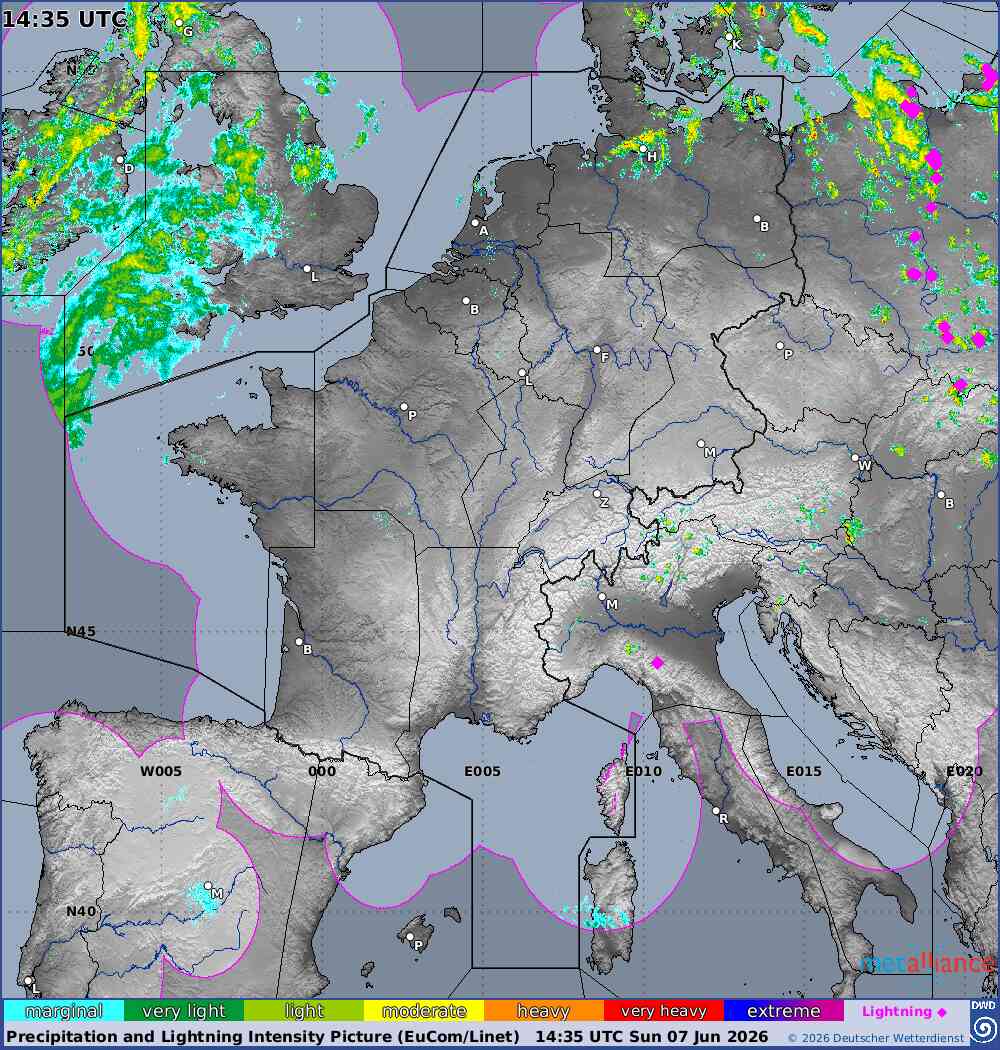 14:35 UTC
G
K
D
H
B
A
L
B
50
F
P
L
P
M
W
Z
B
M
N45
B
W005
000
E005
E010
E015
E020
R
M
N40
P
L
metalliance
marginal
very light
light
moderate
heavy
very heavy
extreme
Lightning
DWD
Precipitation and Lightning Intensity Picture (EuCom/Linet) 14:35 UTC Sun 07 Jun 2026
© 2026 Deutscher Wetterdienst